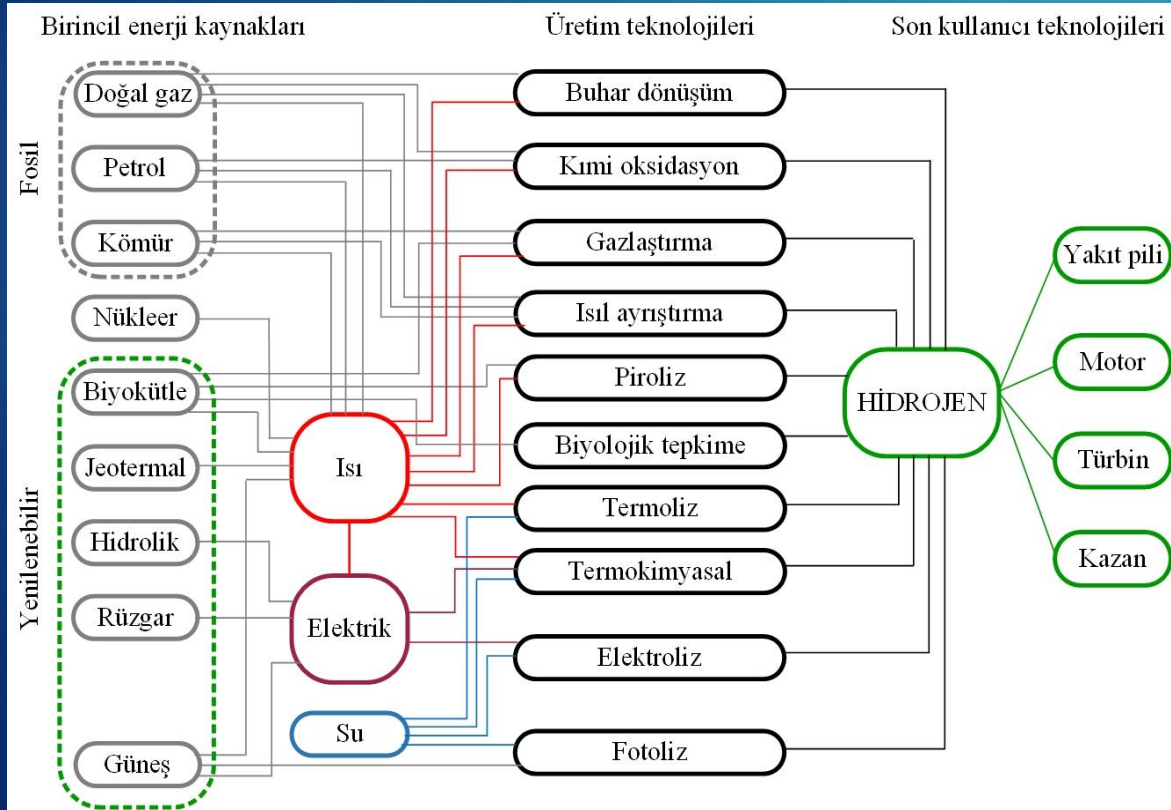 Birincil enerji kaynakları
Üretim teknolojileri
Son kullanıcı teknolojileri
Fosil
Doğal gaz
Petrol
Kömür
Nükleer
Yenilenebilir
Biyokütle
Jeotermal
Hidrolik
Rüzgar
Güneş
Isı
Elektrik
Su
Buhar dönüşüm
Kımi oksidasyon
Gazlaştırma
Isıl ayrıştırma
Piroliz
Biyolojik tepkime
Termoliz
Termokimyasal
Elektroliz
Fotoliz
HİDROJEN
Yakıt pili
Motor
Türbin
Kazan